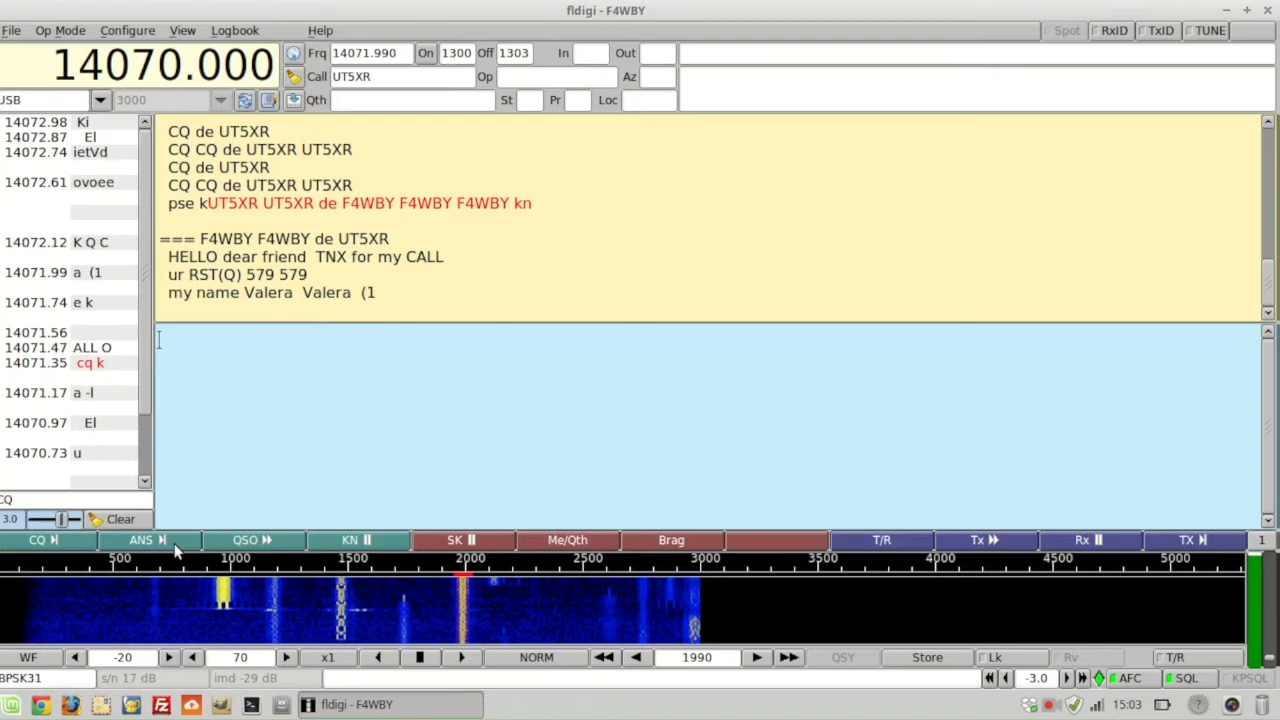 fldigi - F4WBY
File Op Mode Configure View Logbook Help Spot RxID TxID TUNE
14070.000 Frq 14071.990 On 1300 Off 1303 In Out
Call UT5XR Op Az
USB 3000 Qth St Pr Loc
14072.98 Ki
14072.87 El
14072.74 ietVd
14072.61 ovoee
14072.12 K Q C
14071.99 a (1
14071.74 e k
14071.56
14071.47 ALL O
14071.35 cq k
14071.17 a -l
14070.97 El
14070.73 u
CQ
3.0 Clear
CQ de UT5XR
CQ CQ de UT5XR UT5XR
CQ de UT5XR
CQ CQ de UT5XR UT5XR
pse kUT5XR UT5XR de F4WBY F4WBY F4WBY kn
=== F4WBY F4WBY de UT5XR
HELLO dear friend TNX for my CALL
ur RST(Q) 579 579
my name Valera Valera (1
CQ ANS QSO KN SK Me/Qth Brag T/R Tx Rx TX 1
500 1000 1500 2000 2500 3000 3500 4000 4500 5000
WF -20 70 x1 NORM 1990 QSY Store Lk Rv T/R
BPSK31 s/n 17 dB imd -29 dB -3.0 AFC SQL KPSQL
fldigi - F4WBY 15:03